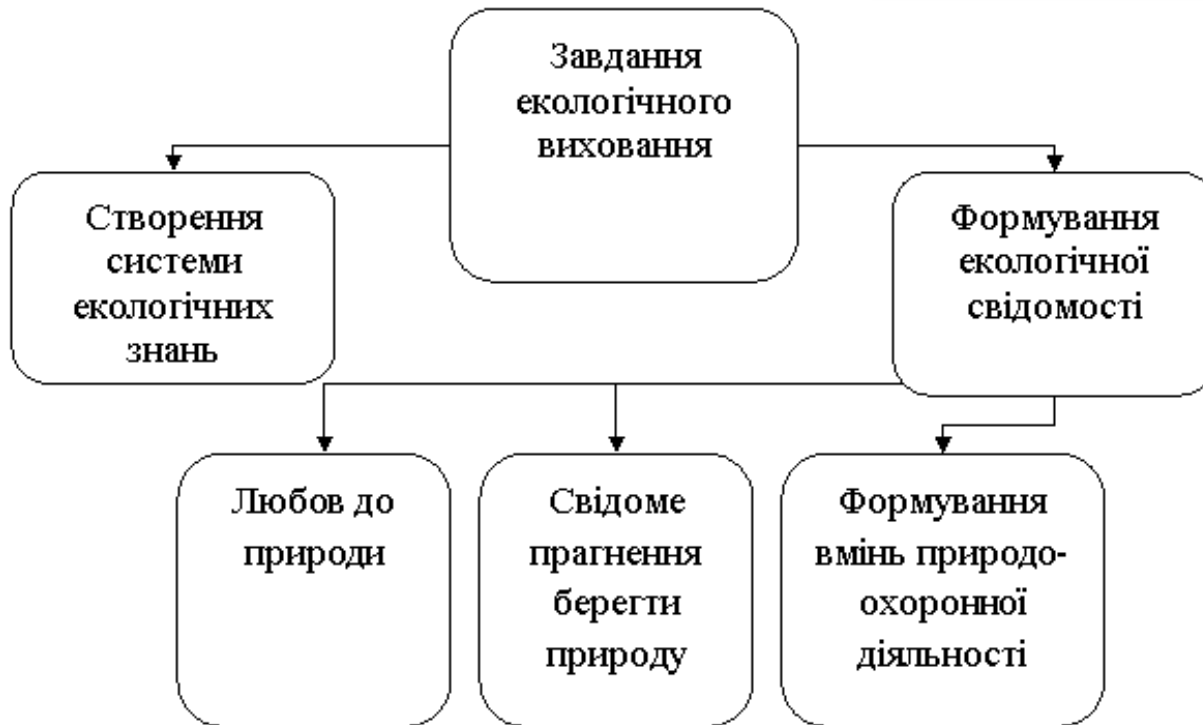 Завдання
екологічного
виховання
Створення
системи
екологічних
знань
Формування
екологічної
свідомості
Любов до
природи
Свідоме
прагнення
берегти
природу
Формування
вмінь природо-
охоронної
діяльності